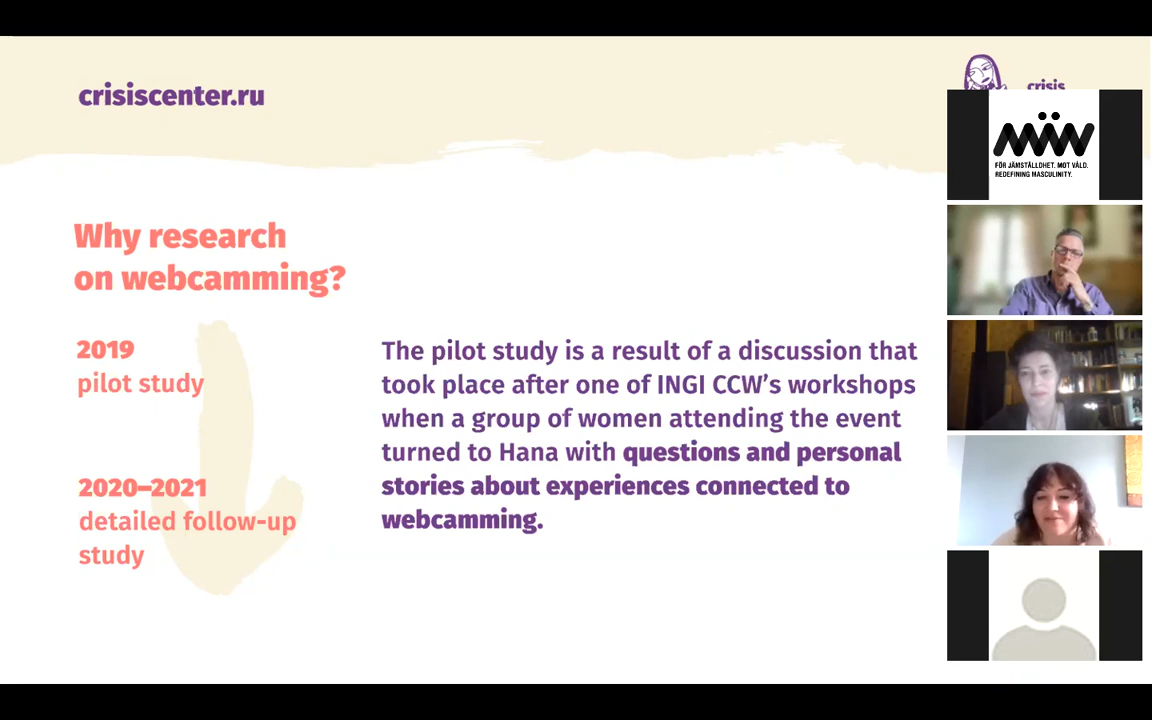 crisiscenter.ru
crisis
MÄN
FÖR JÄMSTÄLLDHET. MOT VÅLD.
REDEFINING MASCULINITY.
Why research
on webcamming?
2019
pilot study
2020–2021
detailed follow-up
study
The pilot study is a result of a discussion that
took place after one of INGI CCW’s workshops
when a group of women attending the event
turned to Hana with questions and personal
stories about experiences connected to
webcamming.